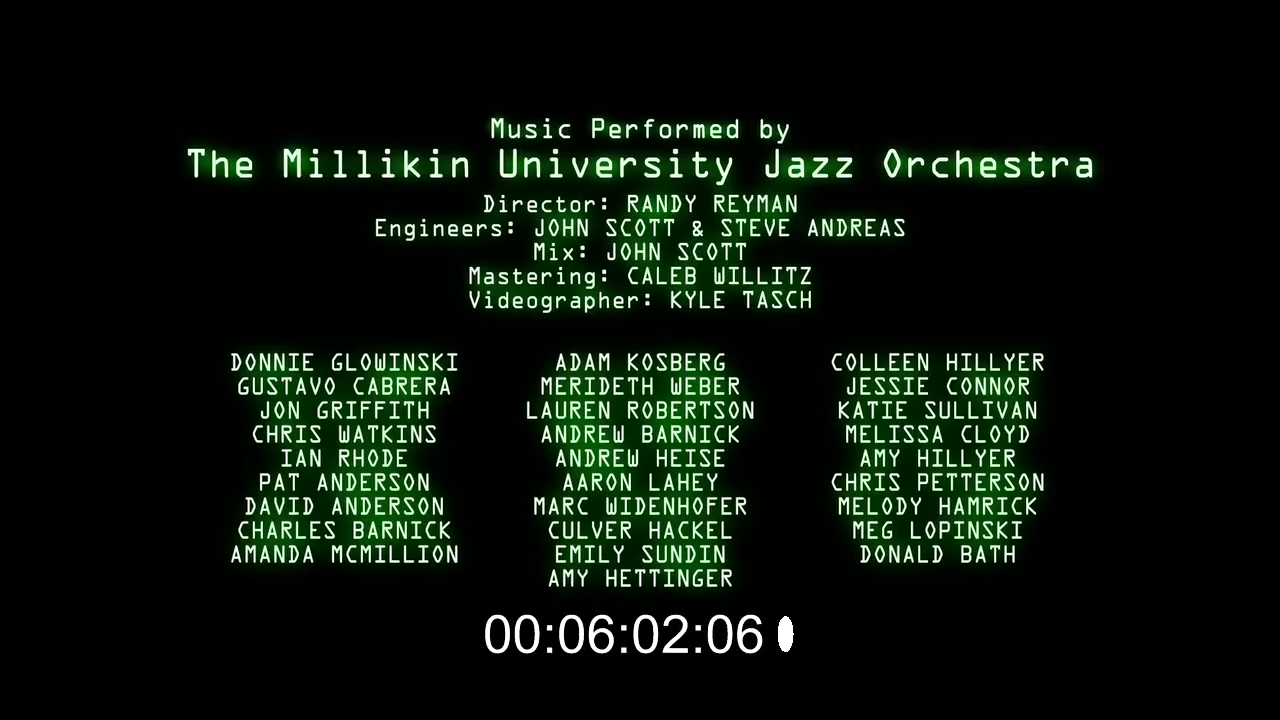 Music Performed by
The Millikin University Jazz Orchestra
Director: RANDY REYMAN
Engineers: JOHN SCOTT & STEVE ANDREAS
Mix: JOHN SCOTT
Mastering: CALEB WILLITZ
Videographer: KYLE TASCH
DONNIE GLOWINSKI
GUSTAVO CABRERA
JON GRIFFITH
CHRIS WATKINS
IAN RHODE
PAT ANDERSON
DAVID ANDERSON
CHARLES BARNICK
AMANDA MCMILLION
ADAM KOSBERG
MERIDETH WEBER
LAUREN ROBERTSON
ANDREW BARNICK
ANDREW HEISE
AARON LAHEY
MARC WIDENHOFER
CULVER HACKEL
EMILY SUNDIN
AMY HETTINGER
COLLEEN HILLYER
JESSIE CONNOR
KATIE SULLIVAN
MELISSA CLOYD
AMY HILLYER
CHRIS PETTERSON
MELODY HAMRICK
MEG LOPINSKI
DONALD BATH
00:06:02:06